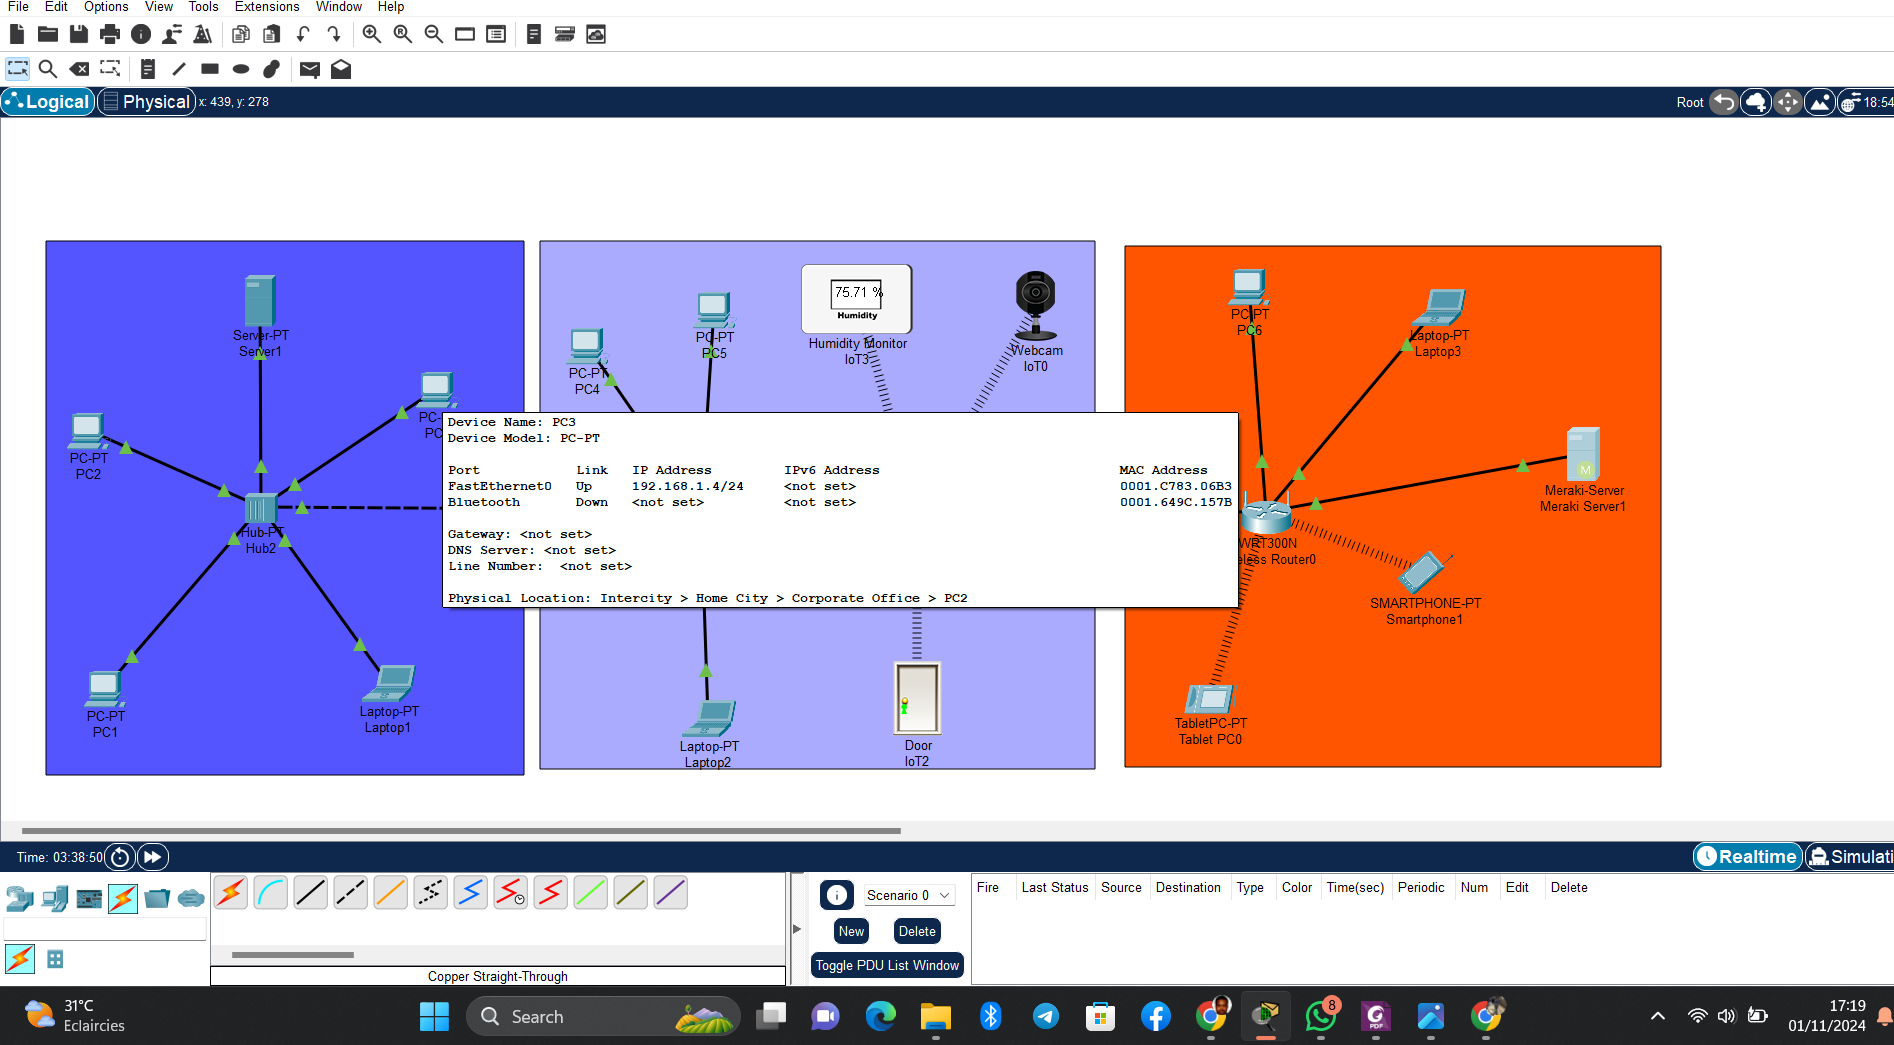 File Edit Options View Tools Extensions Window Help
Logical Physical x: 439, y: 278 Root 18:54
Server-PT
Server1
PC-PT
PC2
PC-
PC
Hub-PT
Hub2
PC-PT
PC1
Laptop-PT
Laptop1
PC-PT
PC4
PC-PT
PC5
75.71 %
Humidity
Humidity Monitor
IoT3
Webcam
IoT0
PC-PT
PC6
Laptop-PT
Laptop3
M
Meraki-Server
Meraki Server1
Device Name: PC3
Device Model: PC-PT
Port Link IP Address IPv6 Address MAC Address
FastEthernet0 Up 192.168.1.4/24 <not set> 0001.C783.06B3
Bluetooth Down <not set> <not set> 0001.649C.157B
Gateway: <not set>
DNS Server: <not set>
Line Number: <not set>
Physical Location: Intercity > Home City > Corporate Office > PC2
WRT300N
eless Router0
SMARTPHONE-PT
Smartphone1
Laptop-PT
Laptop2
Door
IoT2
TabletPC-PT
Tablet PC0
Time: 03:38:50 Realtime Simulati
Scenario 0
New Delete
Toggle PDU List Window
Fire Last Status Source Destination Type Color Time(sec) Periodic Num Edit Delete
Copper Straight-Through
31°C
Eclaircies
Search
8
PDF
17:19
01/11/2024